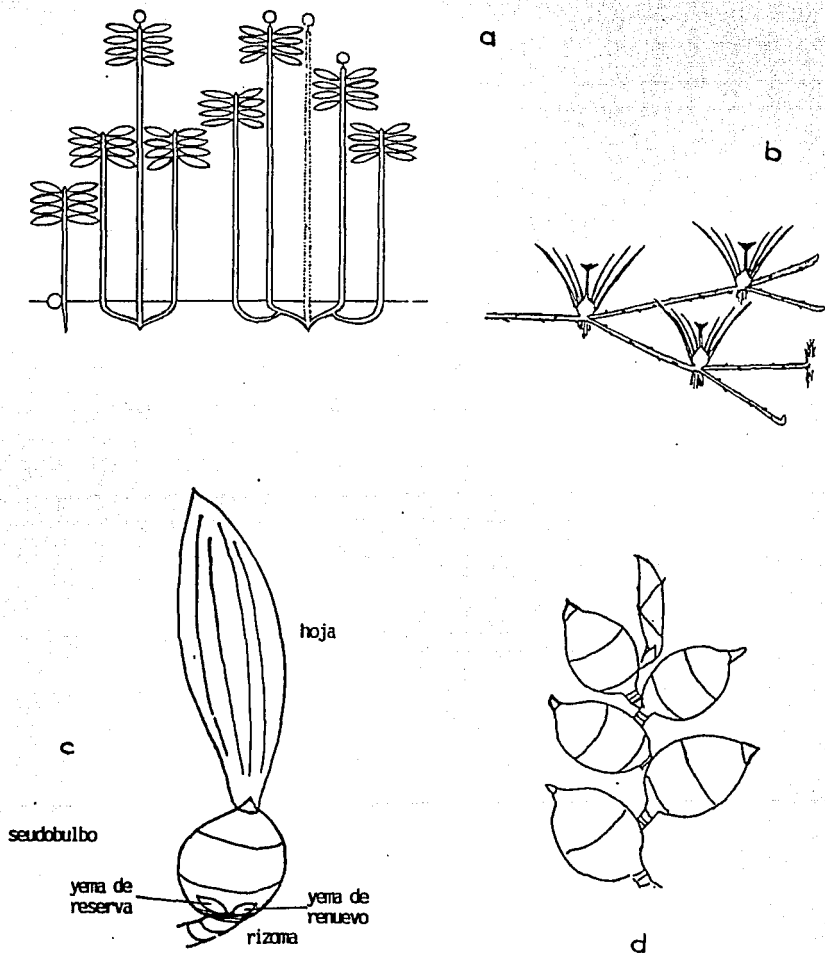 a
b
hoja
c
seudobulbo
yema de
reserva
yema de
renuevo
rizoma
d